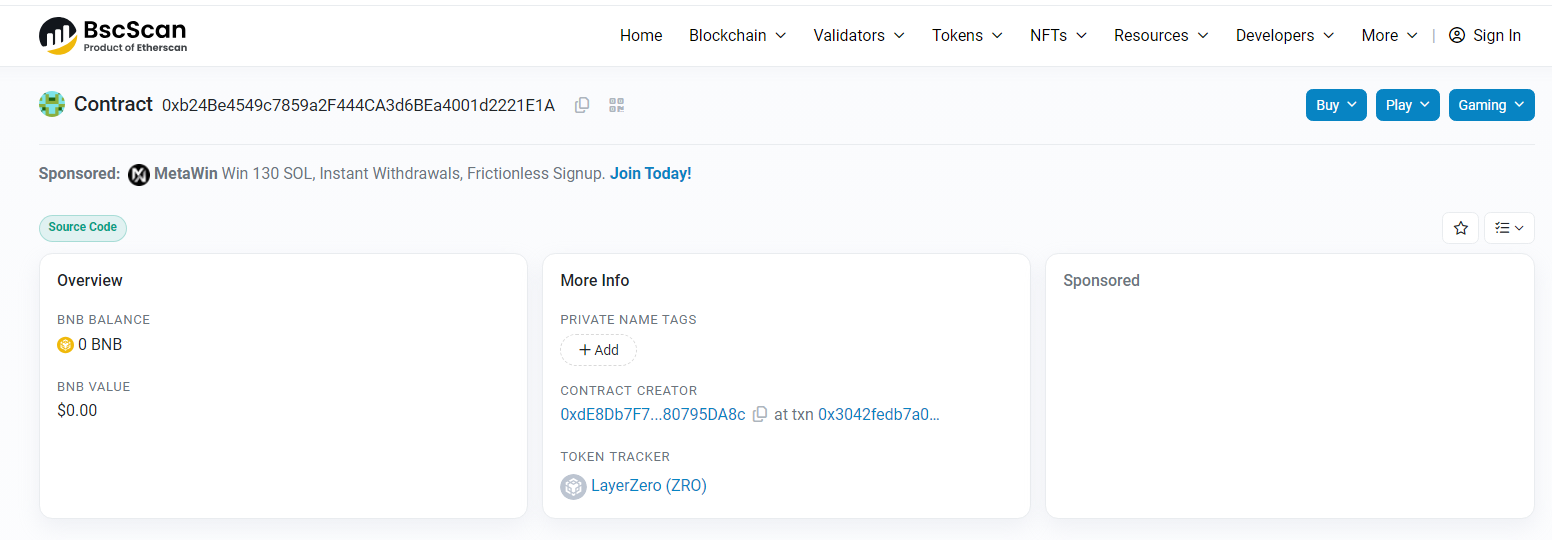 BscScan
Product of Etherscan
Home Blockchain Validators Tokens NFTs Resources Developers More | Sign In
Contract 0xb24Be4549c7859a2F444CA3d6BEa4001d2221E1A
Buy Play Gaming
Sponsored: MetaWin Win 130 SOL, Instant Withdrawals, Frictionless Signup. Join Today!
Source Code
Overview
BNB BALANCE
0 BNB
BNB VALUE
$0.00
More Info
PRIVATE NAME TAGS
+ Add
CONTRACT CREATOR
0xdE8Db7F7...80795DA8c at txn 0x3042fedb7a0...
TOKEN TRACKER
LayerZero (ZRO)
Sponsored